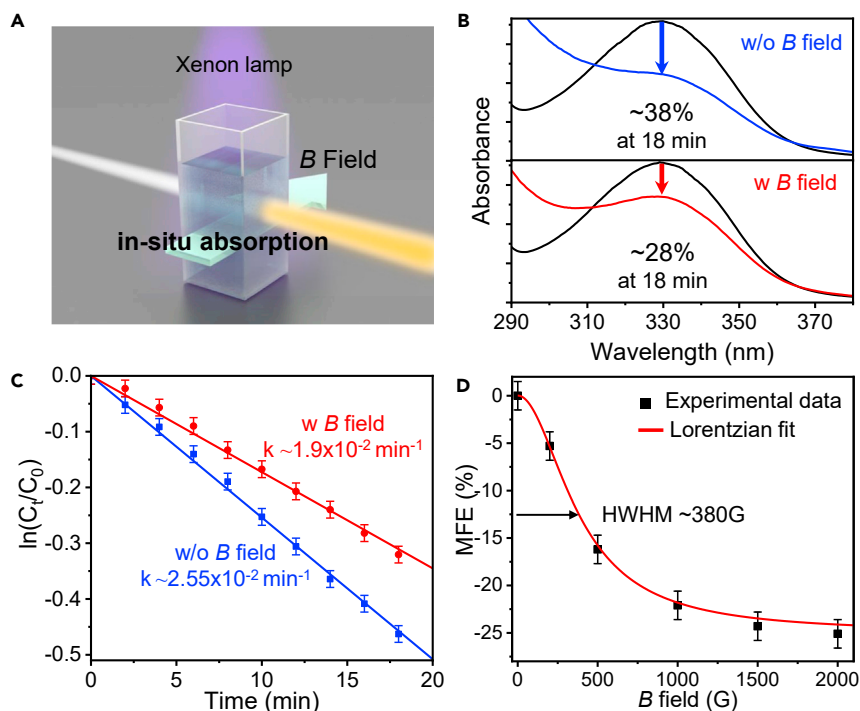 A
Xenon lamp
B Field
in-situ absorption
B
Absorbance
w/o B field
~38%
at 18 min
w B field
~28%
at 18 min
290 310 330 350 370
Wavelength (nm)
C
ln(Ct/C0)
0.0
-0.1
-0.2
-0.3
-0.4
-0.5
w B field
k ~1.9x10-2 min-1
w/o B field
k ~2.55x10-2 min-1
0 5 10 15 20
Time (min)
D
MFE (%)
0
-5
-10
-15
-20
-25
Experimental data
Lorentzian fit
HWHM ~380G
0 500 1000 1500 2000
B field (G)